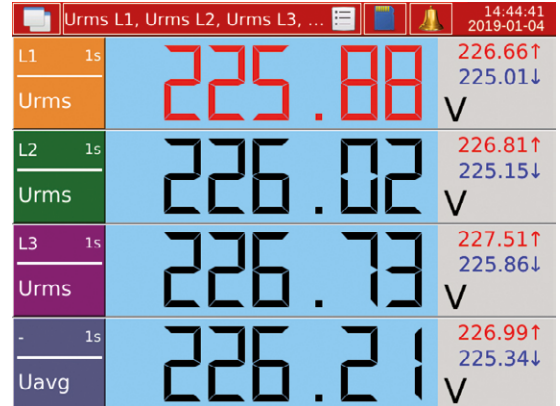 Urms L1, Urms L2, Urms L3, ...
14:44:41
2019-01-04
L1 1s
Urms
225.88
226.66↑
225.01↓
V
L2 1s
Urms
226.02
226.81↑
225.15↓
V
L3 1s
Urms
226.73
227.51↑
225.86↓
V
- 1s
Uavg
226.21
226.99↑
225.34↓
V